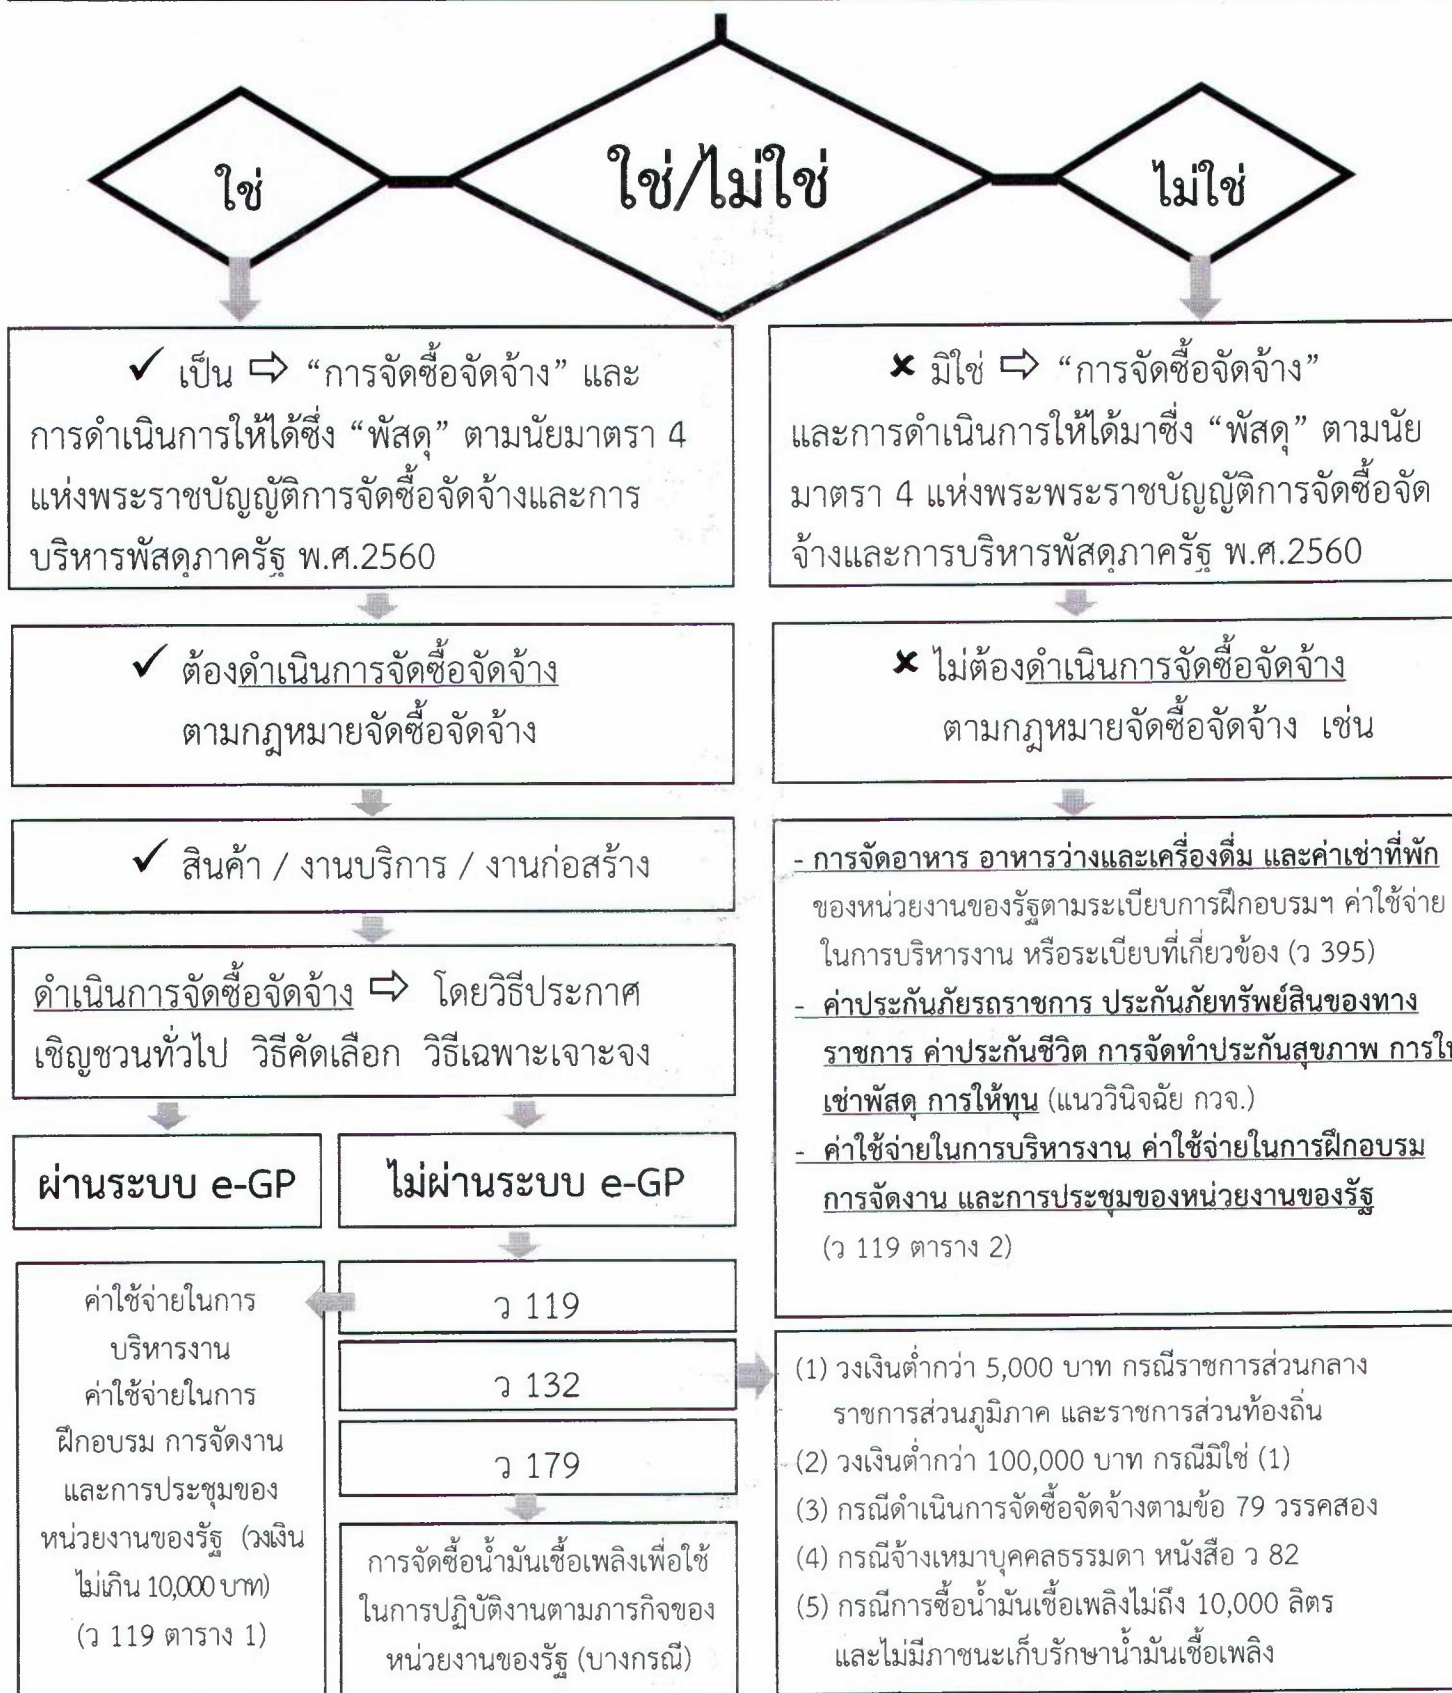 ใช่
ใช่/ไม่ใช่
ไม่ใช่
✓ เป็น ⇨ “การจัดซื้อจัดจ้าง” และ
การดำเนินการให้ได้ซึ่ง “พัสดุ” ตามนัยมาตรา 4
แห่งพระราชบัญญัติการจัดซื้อจัดจ้างและการ
บริหารพัสดุภาครัฐ พ.ศ.2560
✓ ต้องดำเนินการจัดซื้อจัดจ้าง
ตามกฎหมายจัดซื้อจัดจ้าง
✓ สินค้า / งานบริการ / งานก่อสร้าง
ดำเนินการจัดซื้อจัดจ้าง ⇨ โดยวิธีประกาศ
เชิญชวนทั่วไป วิธีคัดเลือก วิธีเฉพาะเจาะจง
ผ่านระบบ e-GP
ไม่ผ่านระบบ e-GP
ค่าใช้จ่ายในการ
บริหารงาน
ค่าใช้จ่ายในการ
ฝึกอบรม การจัดงาน
และการประชุมของ
หน่วยงานของรัฐ (วงเงิน
ไม่เกิน 10,000 บาท)
(ว 119 ตาราง 1)
ว 119
ว 132
ว 179
การจัดซื้อน้ำมันเชื้อเพลิงเพื่อใช้
ในการปฏิบัติงานตามภารกิจของ
หน่วยงานของรัฐ (บางกรณี)
✘ มิใช่ ⇨ “การจัดซื้อจัดจ้าง”
และการดำเนินการให้ได้มาซึ่ง “พัสดุ” ตามนัย
มาตรา 4 แห่งพระพระราชบัญญัติการจัดซื้อจัด
จ้างและการบริหารพัสดุภาครัฐ พ.ศ.2560
✘ ไม่ต้องดำเนินการจัดซื้อจัดจ้าง
ตามกฎหมายจัดซื้อจัดจ้าง เช่น
- การจัดอาหาร อาหารว่างและเครื่องดื่ม และค่าเช่าที่พัก
ของหน่วยงานของรัฐตามระเบียบการฝึกอบรมฯ ค่าใช้จ่าย
ในการบริหารงาน หรือระเบียบที่เกี่ยวข้อง (ว 395)
- ค่าประกันภัยรถราชการ ประกันภัยทรัพย์สินของทาง
ราชการ ค่าประกันชีวิต การจัดทำประกันสุขภาพ
เช่าพัสดุ การให้ทุน (แนววินิจฉัย กวจ.)
- ค่าใช้จ่ายในการบริหารงาน ค่าใช้จ่ายในการฝึกอบรม
การจัดงาน และการประชุมของหน่วยงานของรัฐ
(ว 119 ตาราง 2)
(1) วงเงินต่ำกว่า 5,000 บาท กรณีราชการส่วนกลาง
ราชการส่วนภูมิภาค และราชการส่วนท้องถิ่น
(2) วงเงินต่ำกว่า 100,000 บาท กรณีมิใช่ (1)
(3) กรณีดำเนินการจัดซื้อจัดจ้างตามข้อ 79 วรรคสอง
(4) กรณีจ้างเหมาบุคคลธรรมดา หนังสือ ว 82
(5) กรณีการซื้อน้ำมันเชื้อเพลิงไม่ถึง 10,000 ลิตร
และไม่มีภาชนะเก็บรักษาน้ำมันเชื้อเพลิง